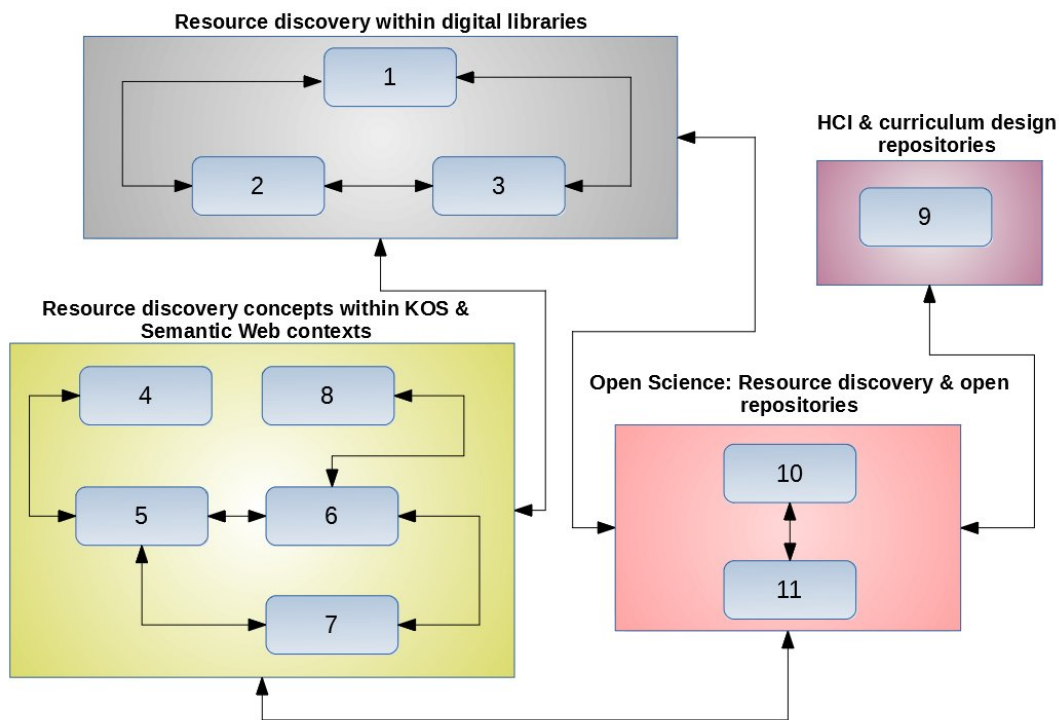 Resource discovery within digital libraries
1
2
3
HCI & curriculum design
repositories
9
Resource discovery concepts within KOS &
Semantic Web contexts
4
8
5
6
7
Open Science: Resource discovery & open
repositories
10
11